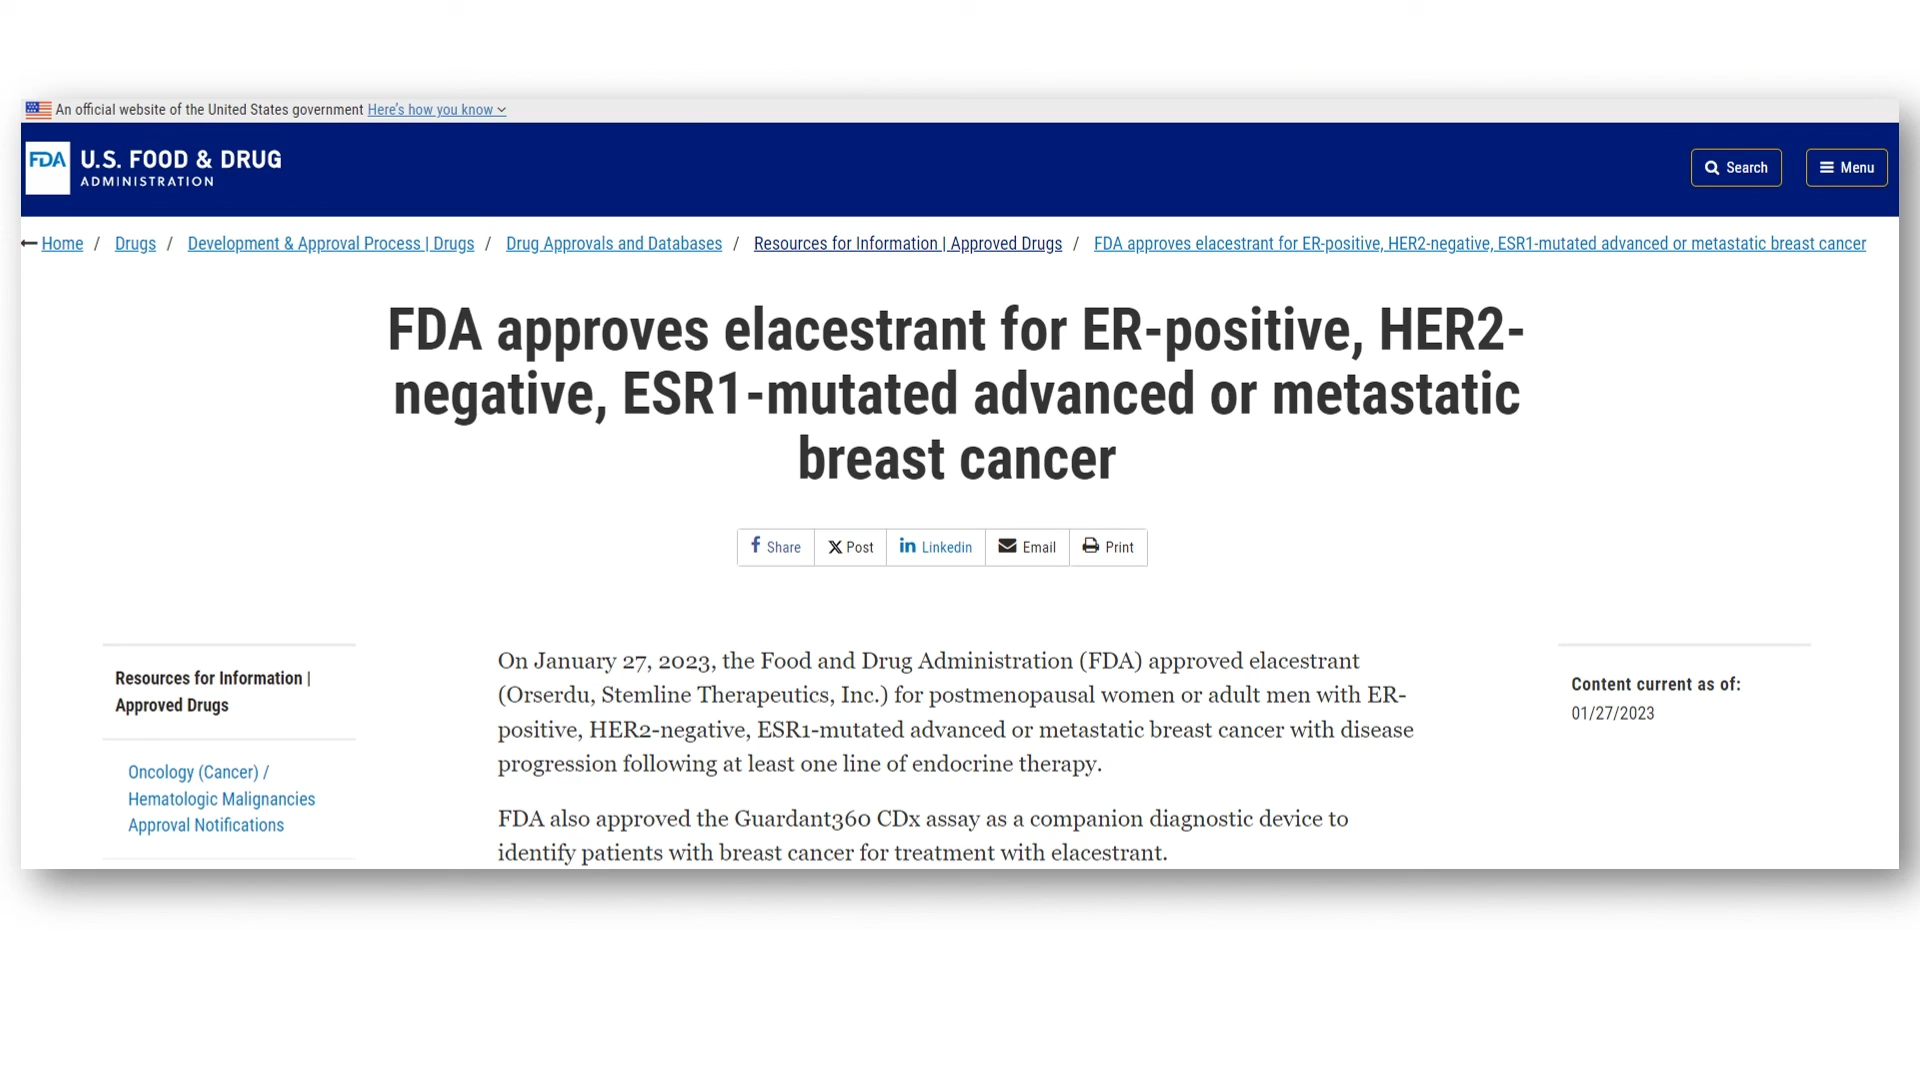 An official website of the United States government Here's how you know
FDA U.S. FOOD & DRUG
ADMINISTRATION
Search
Menu
Home / Drugs / Development & Approval Process | Drugs / Drug Approvals and Databases / Resources for Information | Approved Drugs / FDA approves elacestrant for ER-positive, HER2-negative, ESR1-mutated advanced or metastatic breast cancer
FDA approves elacestrant for ER-positive, HER2-
negative, ESR1-mutated advanced or metastatic
breast cancer
Share
Post
Linkedin
Email
Print
Resources for Information |
Approved Drugs
Oncology (Cancer) /
Hematologic Malignancies
Approval Notifications
On January 27, 2023, the Food and Drug Administration (FDA) approved elacestrant
(Orserdu, Stemline Therapeutics, Inc.) for postmenopausal women or adult men with ER-
positive, HER2-negative, ESR1-mutated advanced or metastatic breast cancer with disease
progression following at least one line of endocrine therapy.
FDA also approved the Guardant360 CDx assay as a companion diagnostic device to
identify patients with breast cancer for treatment with elacestrant.
Content current as of:
01/27/2023